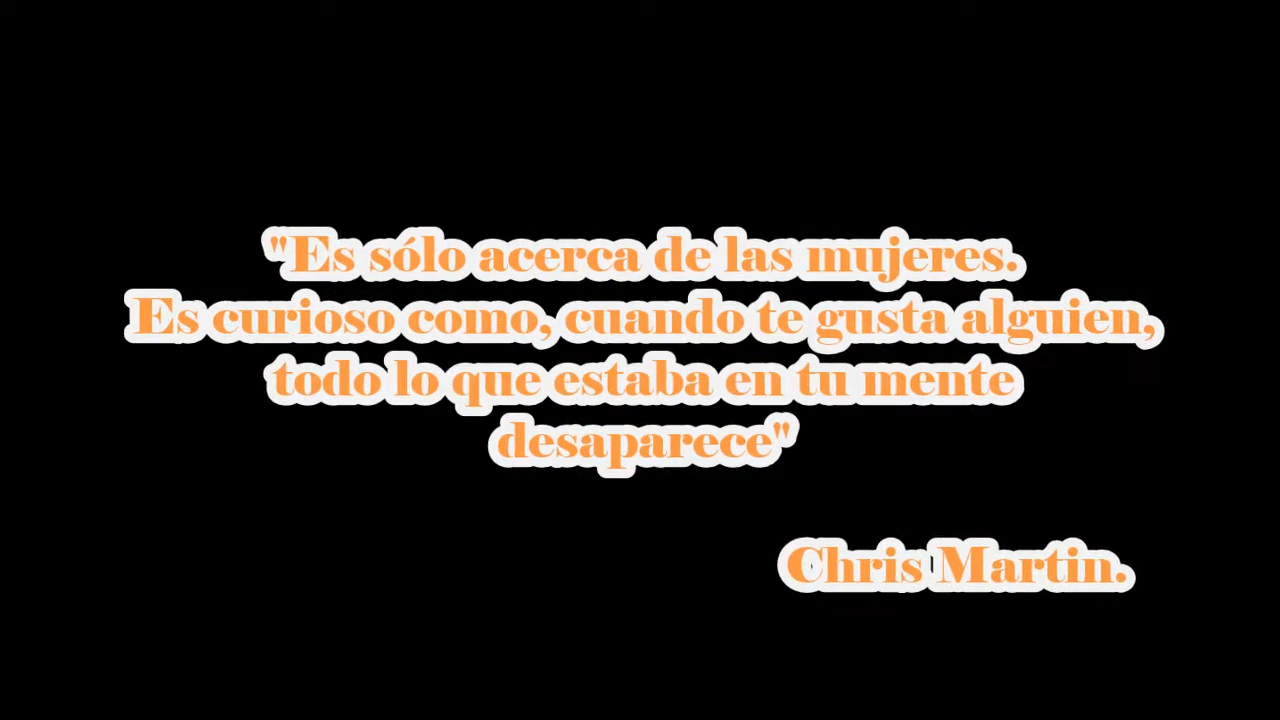 "Es sólo acerca de las mujeres.
Es curioso como, cuando te gusta alguien,
todo lo que estaba en tu mente
desaparece"
Chris Martin.